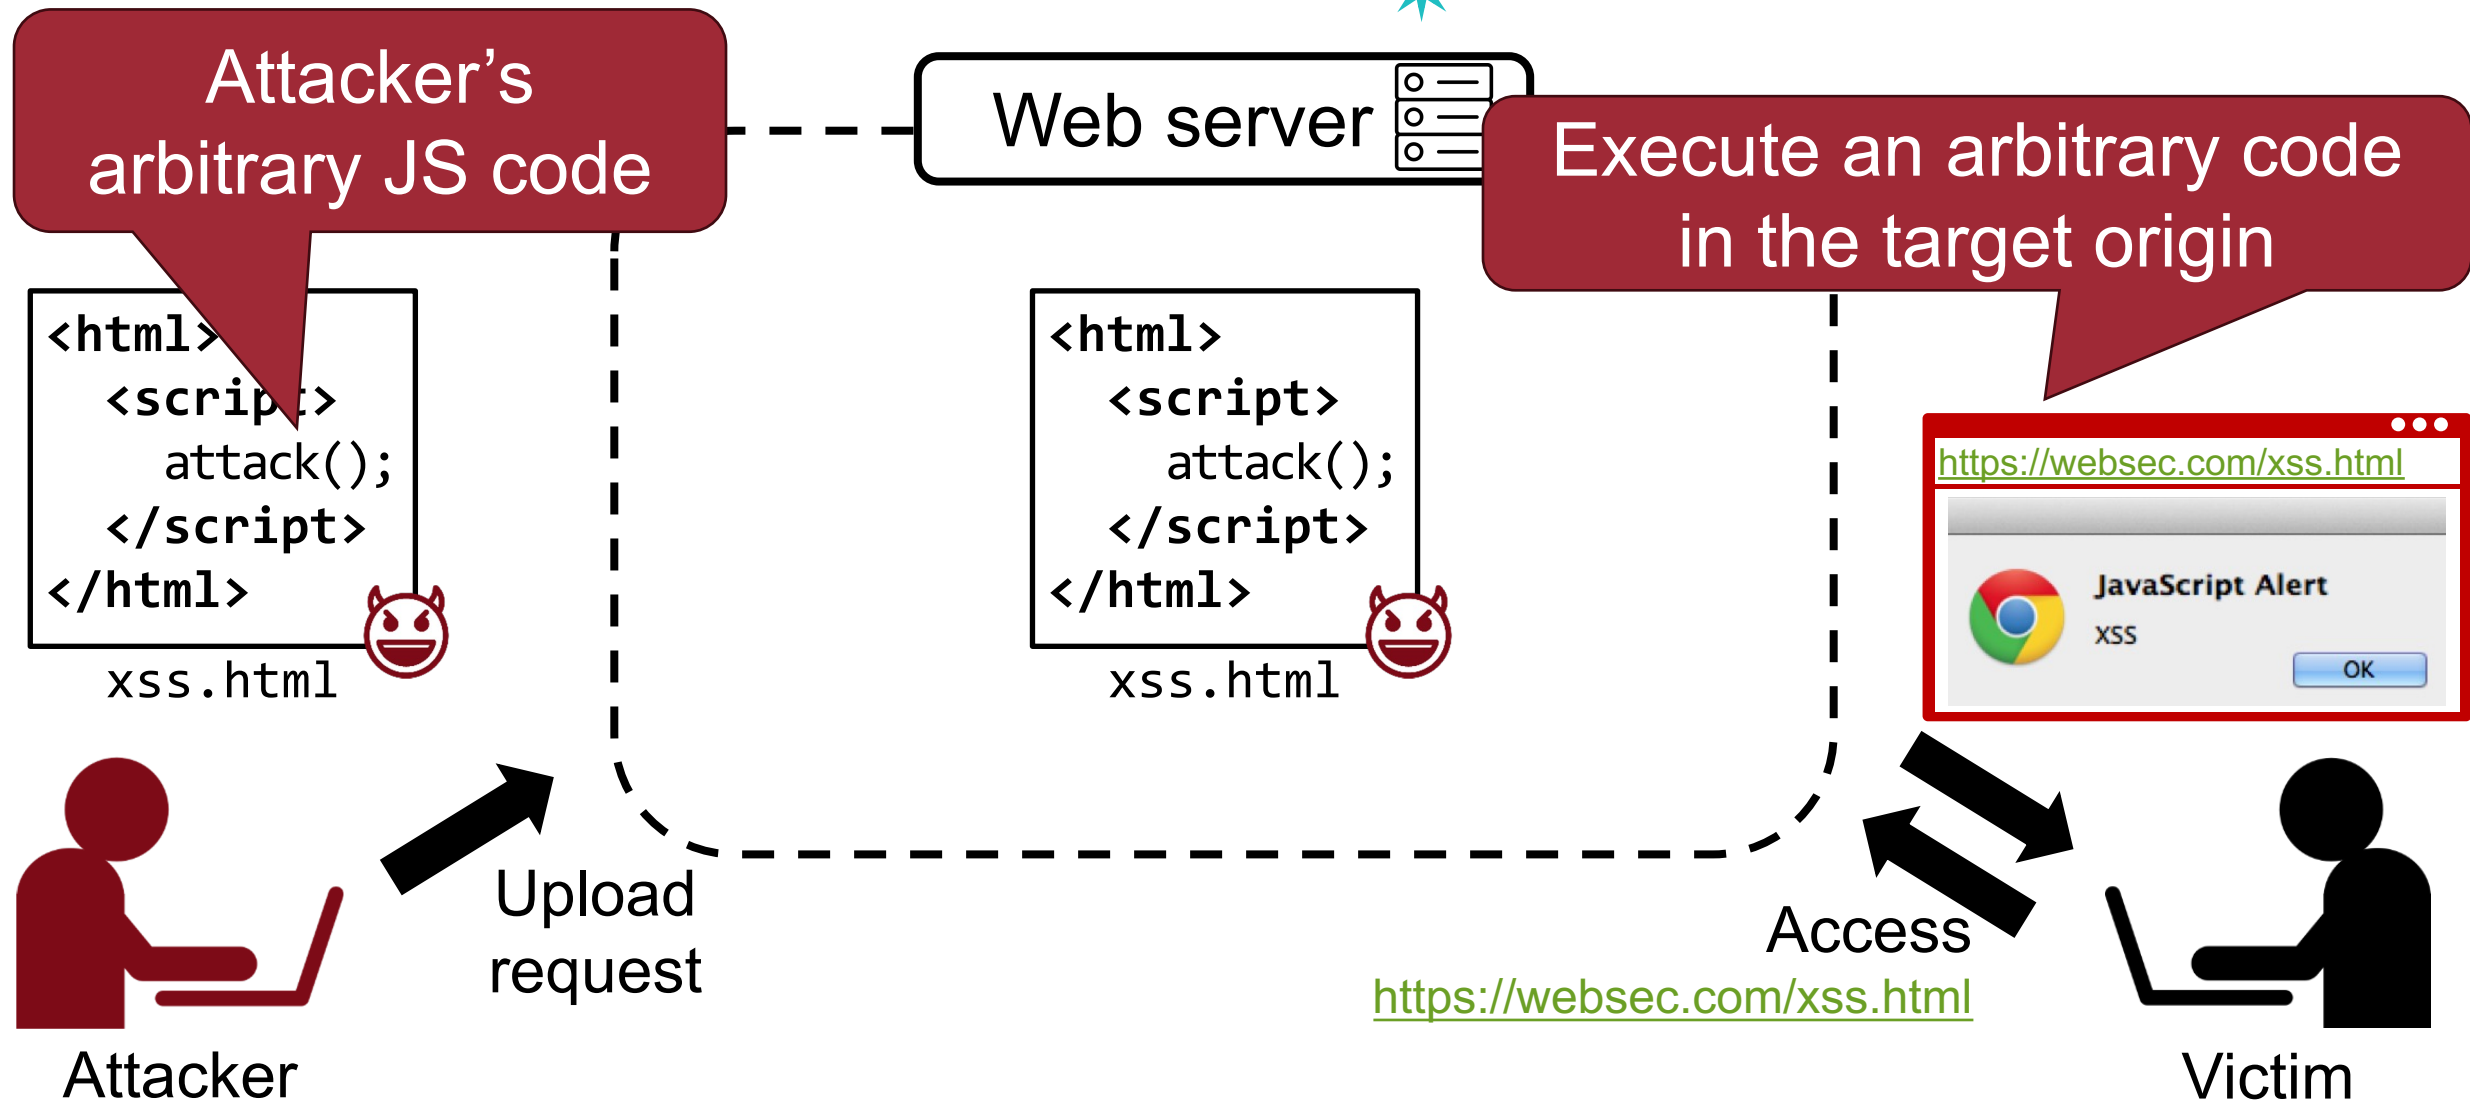 Attacker’s
arbitrary JS code
Web server
Execute an arbitrary code
in the target origin
<html>
<script>
attack();
</script>
</html>
xss.html
<html>
<script>
attack();
</script>
</html>
xss.html
https://websec.com/xss.html
JavaScript Alert
XSS
OK
Upload
request
Access
https://websec.com/xss.html
Attacker
Victim